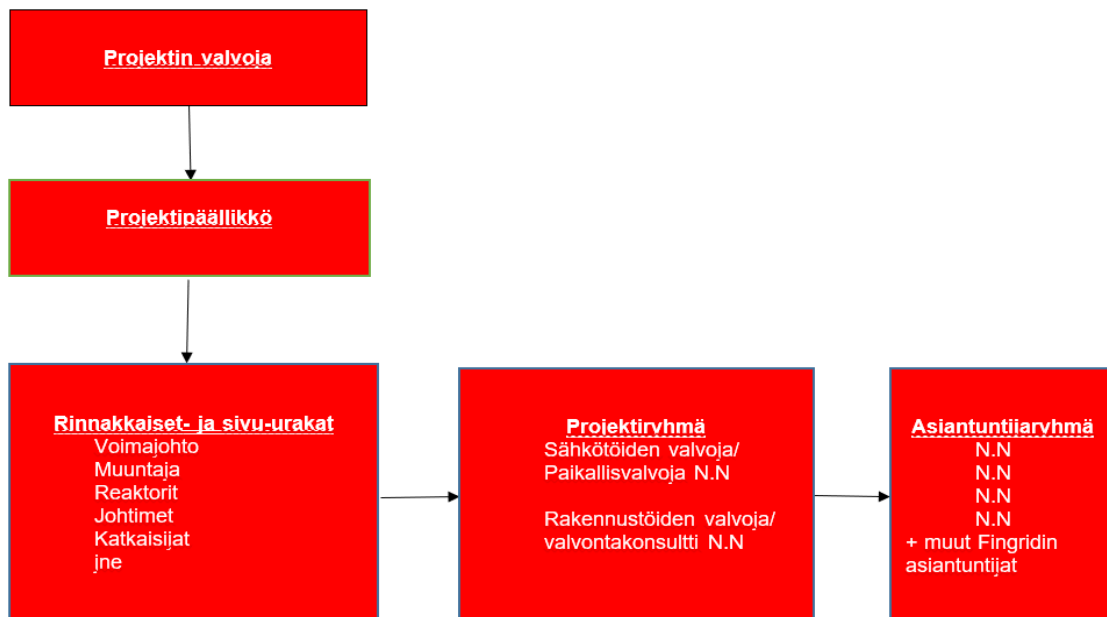 Projektin valvoja
Projektipäällikkö
Rinnakkaiset- ja sivu-urakat
Voimajohto
Muuntaja
Reaktorit
Johtimet
Katkaisijat
jne
Projektiryhmä
Sähkötöiden valvoja/
Paikallisvalvoja N.N
Rakennustöiden valvoja/
valvontakonsultti N.N
Asiantuntijaryhmä
N.N
N.N
N.N
N.N
+ muut Fingridin
asiantuntijat